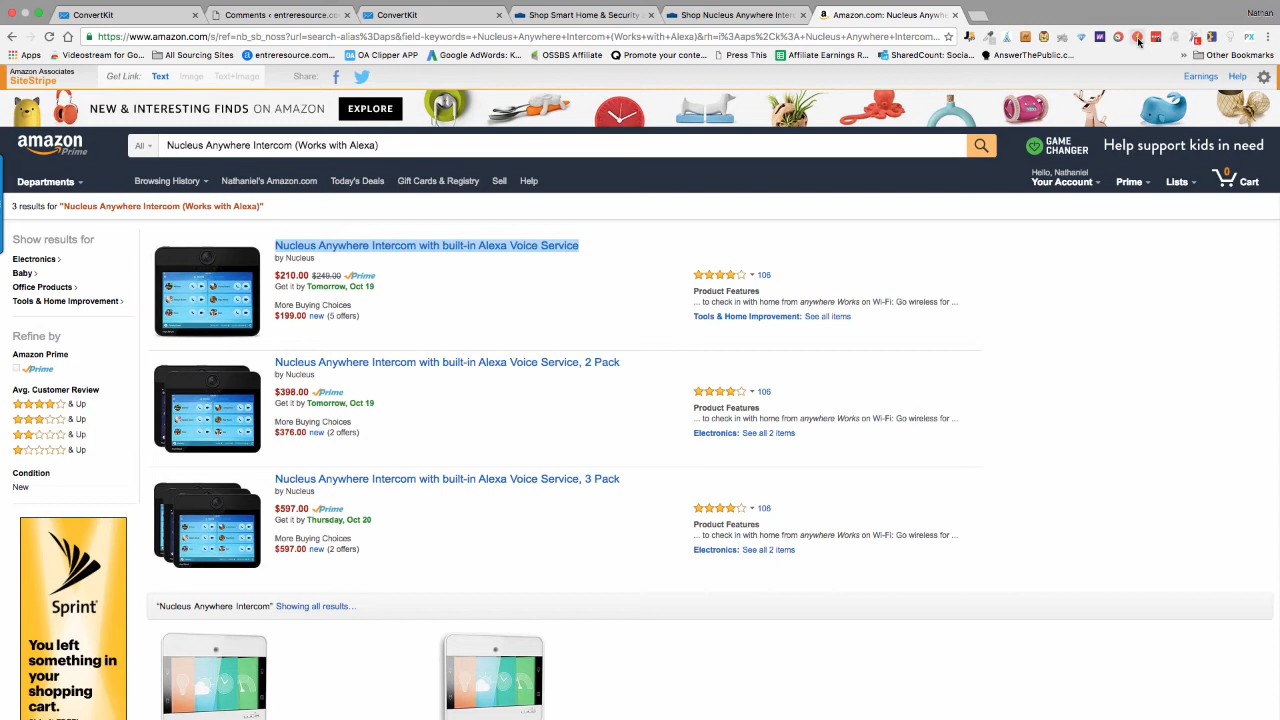 ConvertKit
Comments ‹ entreresource.c...
ConvertKit
Shop Smart Home & Security
Shop Nucleus Anywhere Inter
Amazon.com: Nucleus Anywhe
Nathan
https://www.amazon.com/s/ref=nb_sb_noss?url=search-alias%3Daps&field-keywords=+Nucleus+Anywhere+Intercom+(Works+with+Alexa)&rh=i%3Aaps%2Ck%3A+Nucleus+Anywhere+Intercom...
Apps
Videostream for Go...
All Sourcing Sites
entreresource.com...
OA Clipper APP
Google AdWords: K...
OSSBS Affiliate
Promote your conte...
Press This
Affiliate Earning R...
SharedCount: Socia...
AnswerThePublic.c...
»
Other Bookmarks
Amazon Associates
SiteStripe
Get Link:
Text
Image
Text+Image
Share:
Earnings
Help
NEW & INTERESTING FINDS ON AMAZON
EXPLORE
amazon
Prime
All
Nucleus Anywhere Intercom (Works with Alexa)
GAME
CHANGER
Help support kids in need
Departments
Browsing History
Nathaniel's Amazon.com
Today's Deals
Gift Cards & Registry
Sell
Help
Hello, Nathaniel
Your Account
Prime
Lists
0
Cart
3 results for "Nucleus Anywhere Intercom (Works with Alexa)"
Show results for
Electronics ›
Baby ›
Office Products ›
Tools & Home Improvement ›
Refine by
Amazon Prime
Prime
Avg. Customer Review
& Up
& Up
& Up
& Up
Condition
New
Sprint
You left
something in
your
shopping
cart.
Nucleus Anywhere Intercom with built-in Alexa Voice Service
by Nucleus
$210.00 $249.00 Prime
Get it by Tomorrow, Oct 19
More Buying Choices
$199.00 new (5 offers)
106
Product Features
... to check in with home from anywhere Works on Wi-Fi: Go wireless for ...
Tools & Home Improvement: See all items
Nucleus Anywhere Intercom with built-in Alexa Voice Service, 2 Pack
by Nucleus
$398.00 Prime
Get it by Tomorrow, Oct 19
More Buying Choices
$376.00 new (2 offers)
106
Product Features
... to check in with home from anywhere Works on Wi-Fi: Go wireless for ...
Electronics: See all 2 items
Nucleus Anywhere Intercom with built-in Alexa Voice Service, 3 Pack
by Nucleus
$597.00 Prime
Get it by Thursday, Oct 20
More Buying Choices
$597.00 new (2 offers)
106
Product Features
... to check in with home from anywhere Works on Wi-Fi: Go wireless for ...
Electronics: See all 2 items
"Nucleus Anywhere Intercom" Showing all results...